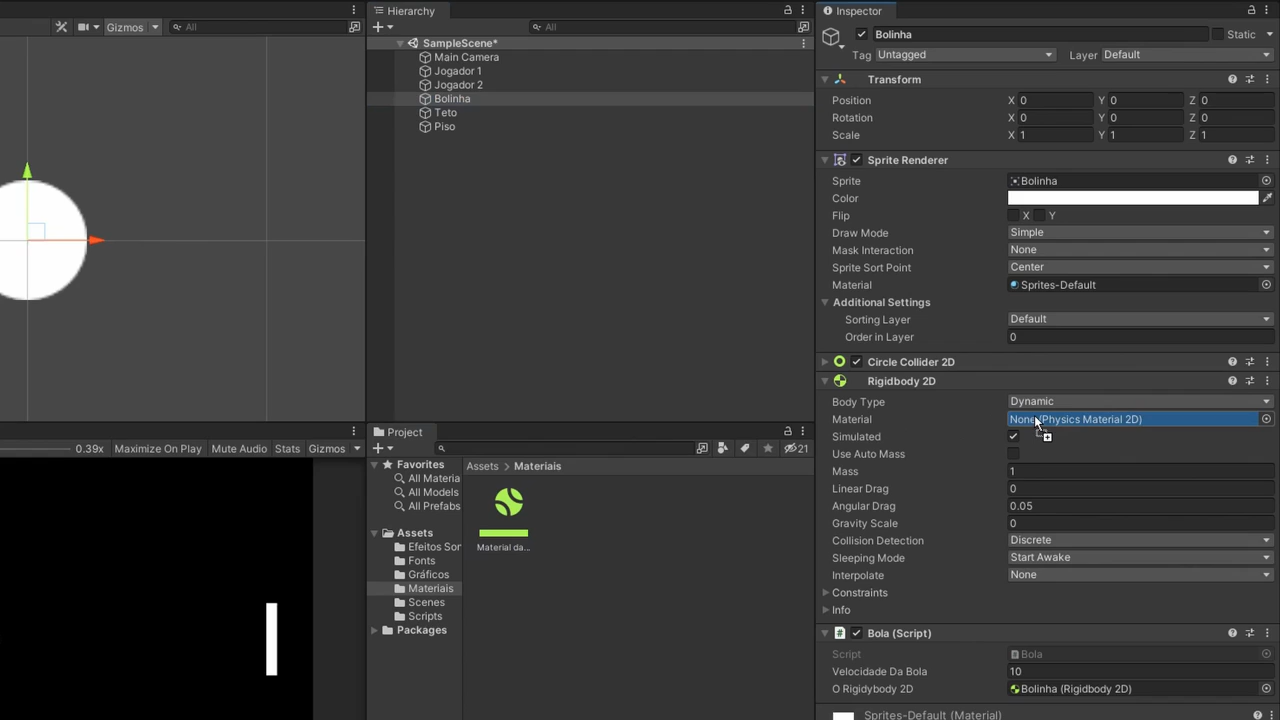 Gizmos
All
Hierarchy
All
SampleScene*
Main Camera
Jogador 1
Jogador 2
Bolinha
Teto
Piso
0.39x Maximize On Play Mute Audio Stats Gizmos
Project
21
Favorites
All Materia
All Models
All Prefabs
Assets
Efeitos Sor
Fonts
Gráficos
Materiais
Scenes
Scripts
Packages
Assets > Materiais
Material da...
Inspector
Bolinha Static
Tag Untagged Layer Default
Transform
Position X 0 Y 0 Z 0
Rotation X 0 Y 0 Z 0
Scale X 1 Y 1 Z 1
Sprite Renderer
Sprite Bolinha
Color
Flip X Y
Draw Mode Simple
Mask Interaction None
Sprite Sort Point Center
Material Sprites-Default
Additional Settings
Sorting Layer Default
Order in Layer 0
Circle Collider 2D
Rigidbody 2D
Body Type Dynamic
Material None (Physics Material 2D)
Simulated
Use Auto Mass
Mass 1
Linear Drag 0
Angular Drag 0.05
Gravity Scale 0
Collision Detection Discrete
Sleeping Mode Start Awake
Interpolate None
Constraints
Info
Bola (Script)
Script Bola
Velocidade Da Bola 10
O Rigidybody 2D Bolinha (Rigidbody 2D)
Sprites-Default (Material)